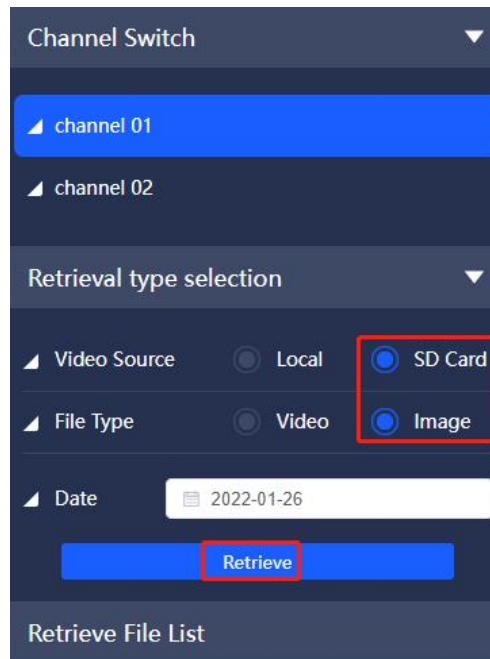 Channel Switch
channel 01
channel 02
Retrieval type selection
Video Source Local SD Card
File Type Video Image
Date 2022-01-26
Retrieve
Retrieve File List